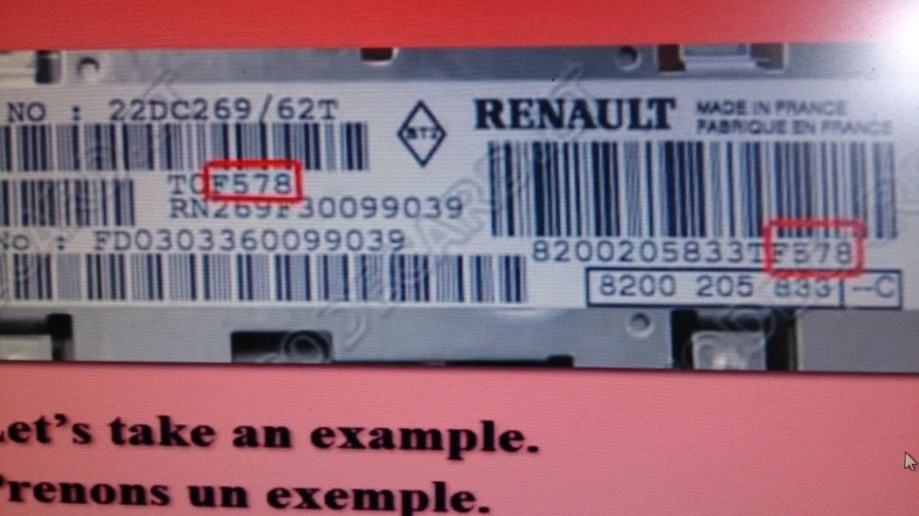 NO : 22DC269/62T
RENAULT
MADE IN FRANCE
FABRIQUE EN FRANCE
TCF578
RN269F30099039
No : FD0303360099039
8200205833TF578
8200 205 833 -C
Let's take an example.
Prenons un exemple.